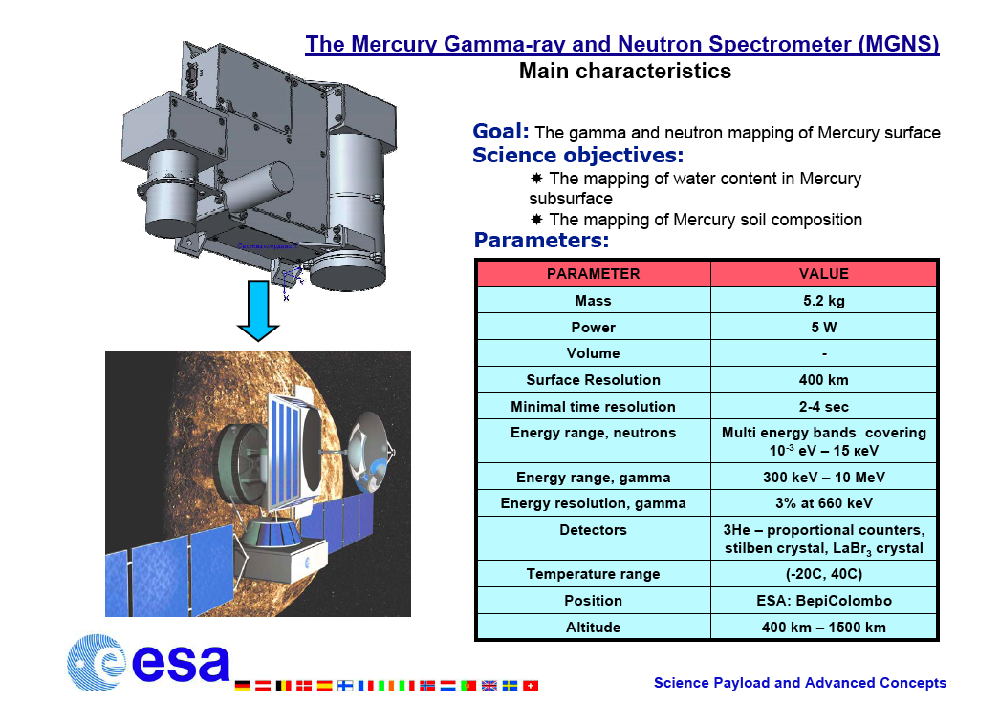 The Mercury Gamma-ray and Neutron Spectrometer (MGNS)
Main characteristics
Goal: The gamma and neutron mapping of Mercury surface
Science objectives:
✸ The mapping of water content in Mercury
subsurface
✸ The mapping of Mercury soil composition
Parameters:
PARAMETER VALUE
Mass 5.2 kg
Power 5 W
Volume -
Surface Resolution 400 km
Minimal time resolution 2-4 sec
Energy range, neutrons Multi energy bands covering
10⁻³ eV – 15 кeV
Energy range, gamma 300 keV – 10 MeV
Energy resolution, gamma 3% at 660 keV
Detectors 3He – proportional counters,
stilben crystal, LaBr₃ crystal
Temperature range (-20C, 40C)
Position ESA: BepiColombo
Altitude 400 km – 1500 km
X
esa
Science Payload and Advanced Concepts